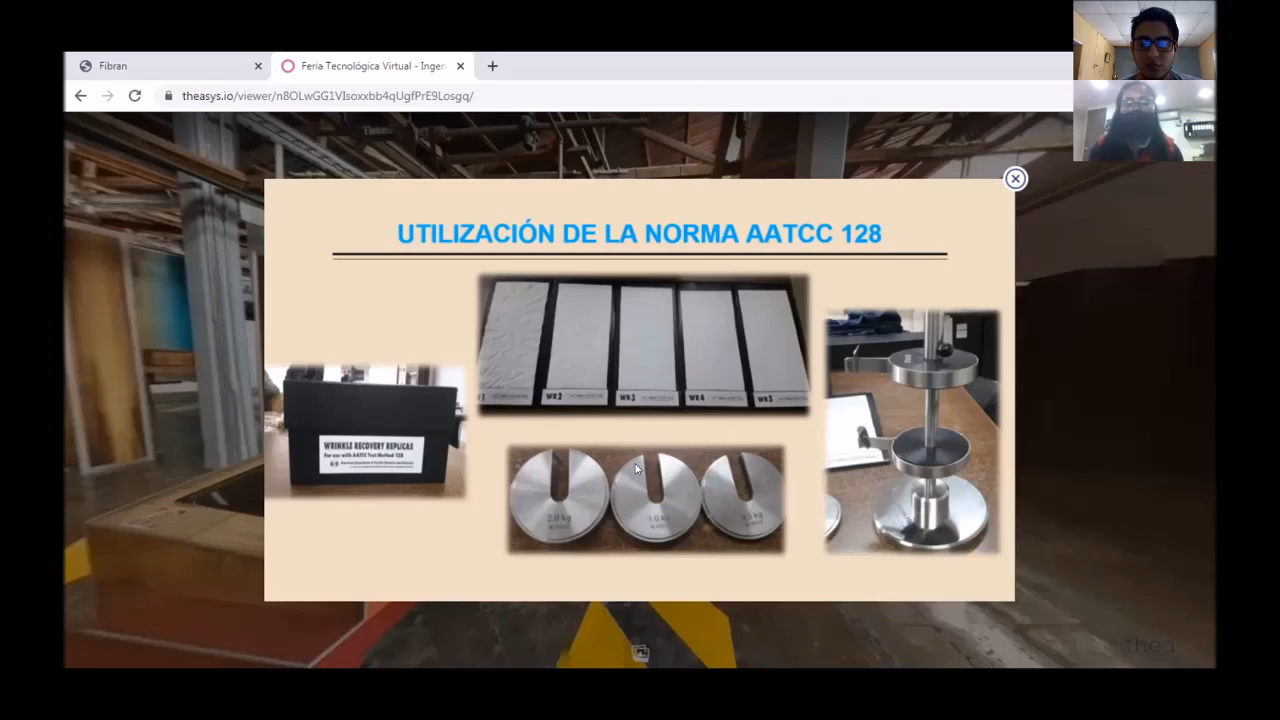 Fibran
Feria Tecnológica Virtual - Inger
theasys.io/viewer/n8OLwGG1VIsoxxbb4qUgfPrE9Losgq/
UTILIZACIÓN DE LA NORMA AATCC 128
WR2
WR3
WR4
WR5
WRINKLE RECOVERY REPLICAS
For use with AATCC Test Method 128
2.0 kg
1.0 kg
thea